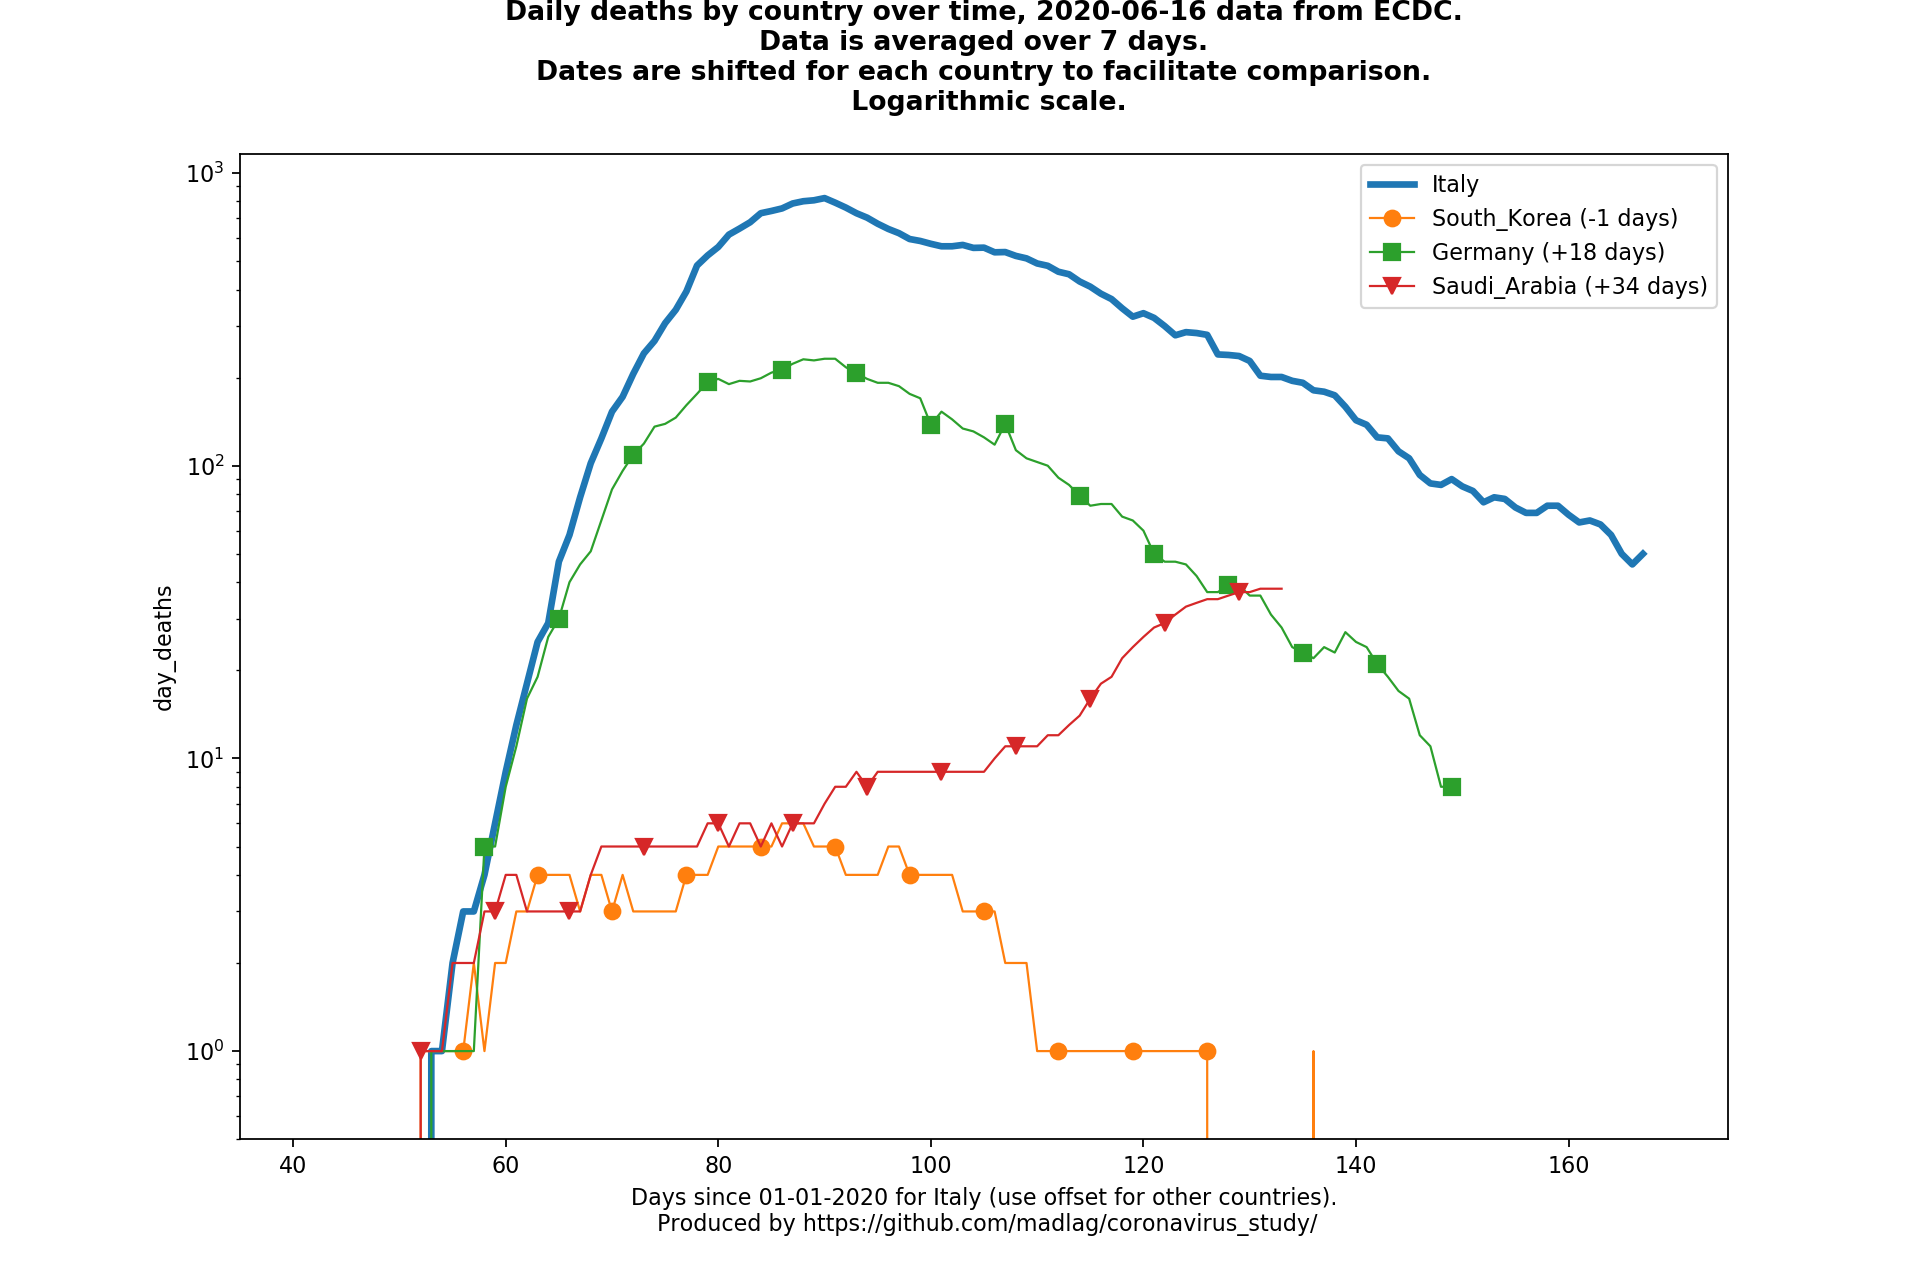 Daily deaths by country over time, 2020-06-16 data from ECDC.
Data is averaged over 7 days.
Dates are shifted for each country to facilitate comparison.
Logarithmic scale.
10³
10²
10¹
10⁰
day_deaths
Italy
South_Korea (-1 days)
Germany (+18 days)
Saudi_Arabia (+34 days)
40 60 80 100 120 140 160
Days since 01-01-2020 for Italy (use offset for other countries).
Produced by https://github.com/madlag/coronavirus_study/